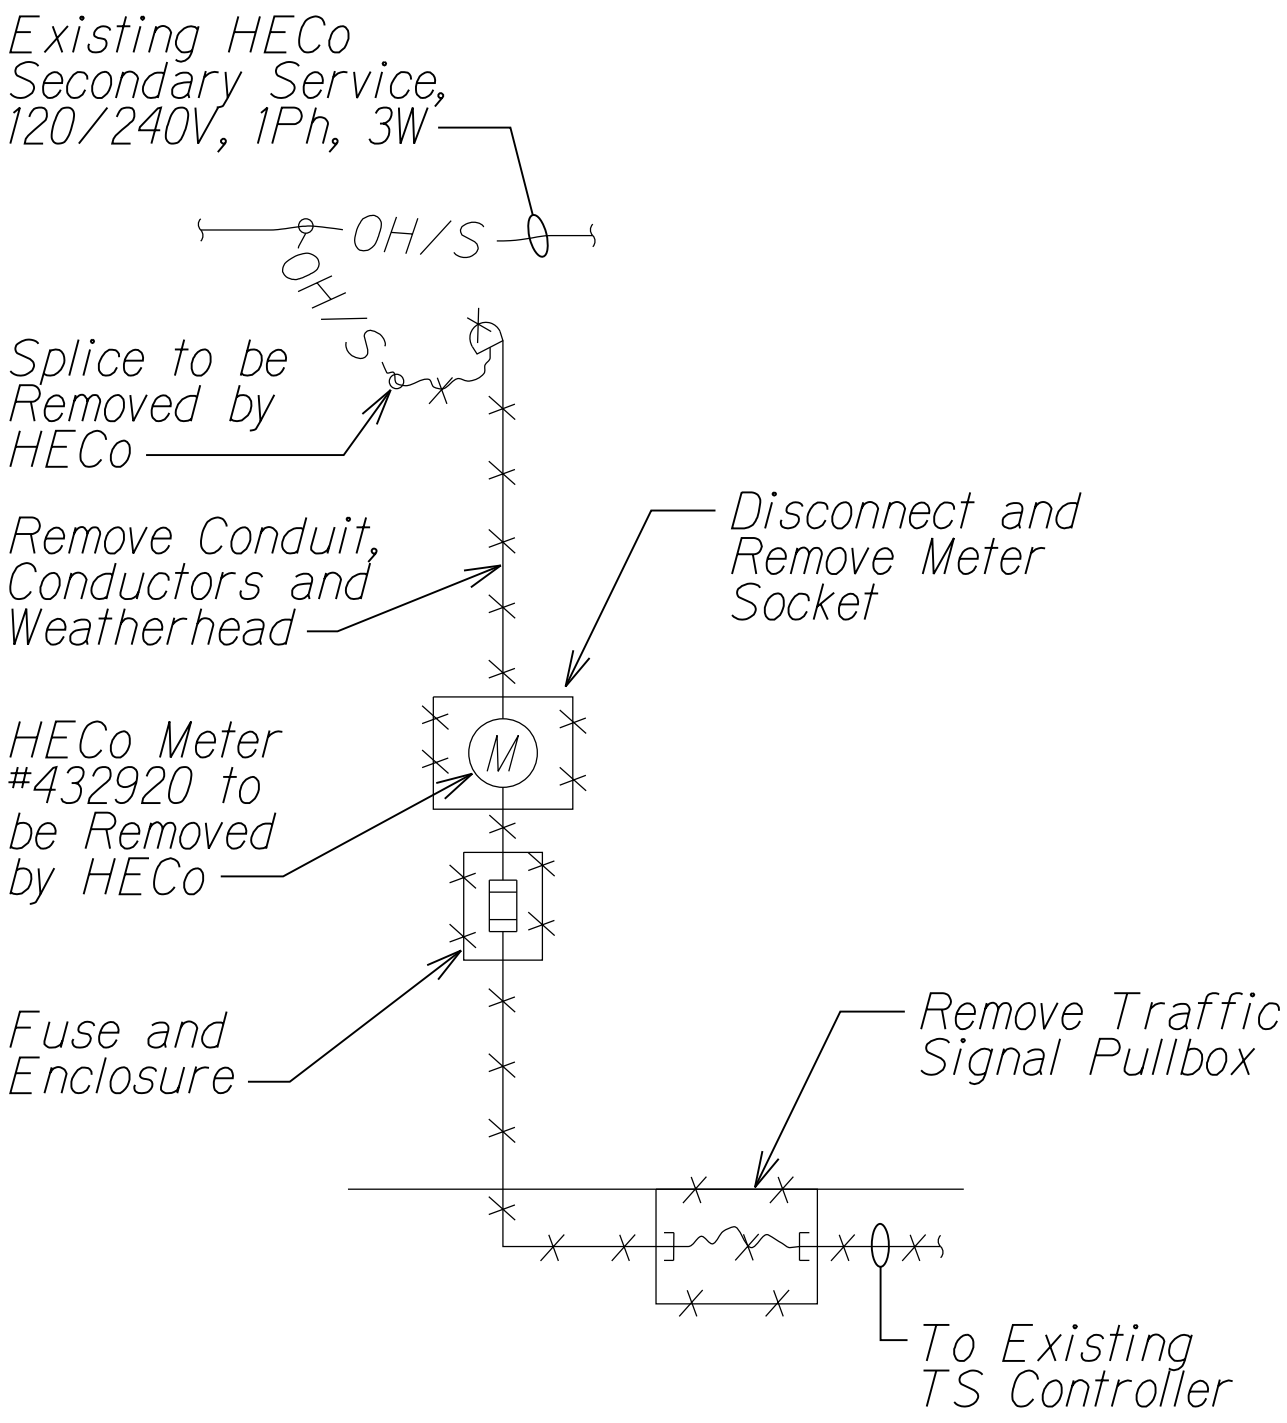 Existing HECo
Secondary Service,
120/240V, 1Ph, 3W
OH/S
OH/S
Splice to be
Removed by
HECo
Remove Conduit,
Conductors and
Weatherhead
Disconnect and
Remove Meter
Socket
HECo Meter
#432920 to
be Removed
by HECo
M
Fuse and
Enclosure
Remove Traffic
Signal Pullbox
To Existing
TS Controller